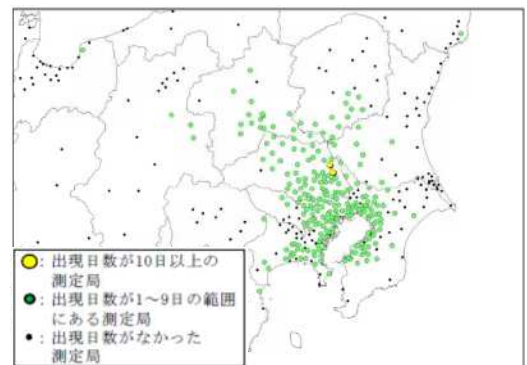 : 出現日数が10日以上の
測定局
: 出現日数が1～9日の範囲
にある測定局
: 出現日数がなかった
測定局